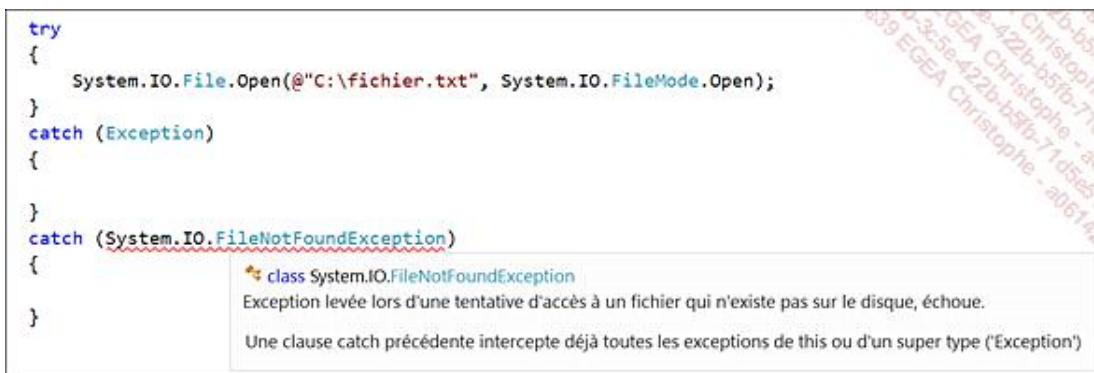 try
{
System.IO.File.Open(@"C:\fichier.txt", System.IO.FileMode.Open);
}
catch (Exception)
{
}
catch (System.IO.FileNotFoundException)
{
class System.IO.FileNotFoundException
Exception levée lors d'une tentative d'accès à un fichier qui n'existe pas sur le disque, échoue.
}
Une clause catch précédente intercepte déjà toutes les exceptions de this ou d'un super type ('Exception')
EGEA Christophe